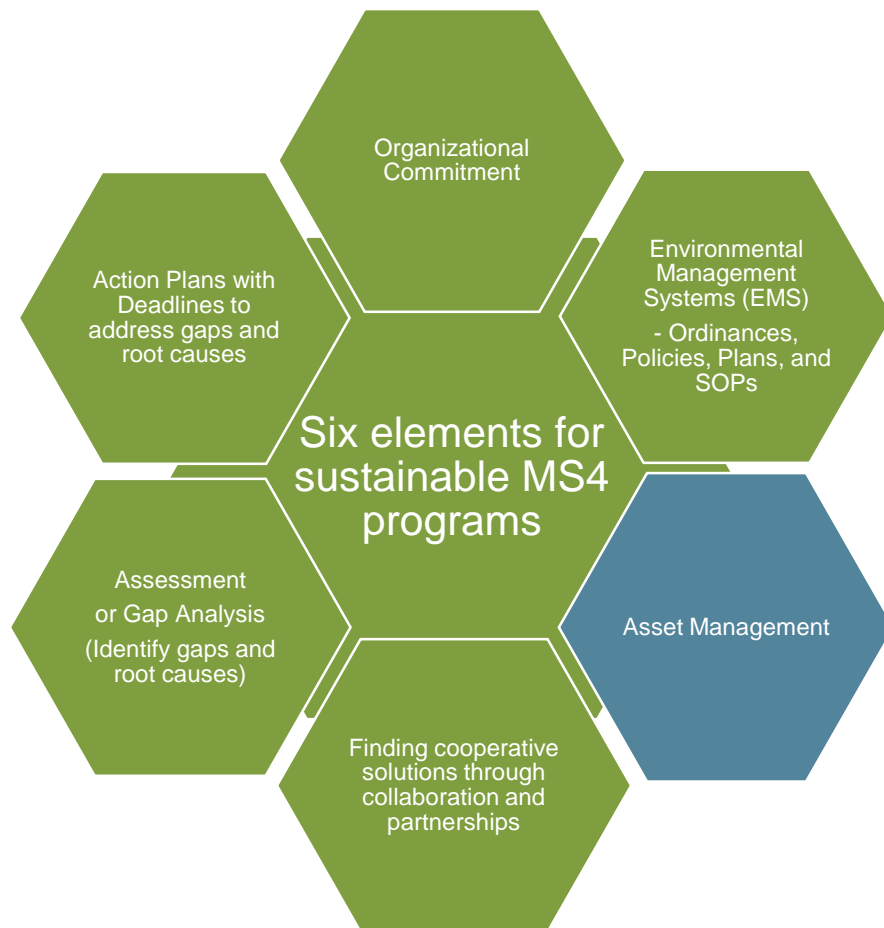 Organizational
Commitment
Environmental
Management
Systems (EMS)
- Ordinances,
Policies, Plans, and
SOPs
Asset Management
Finding cooperative
solutions through
collaboration and
partnerships
Assessment
or Gap Analysis
(Identify gaps and
root causes)
Action Plans with
Deadlines to
address gaps and
root causes
Six elements for
sustainable MS4
programs